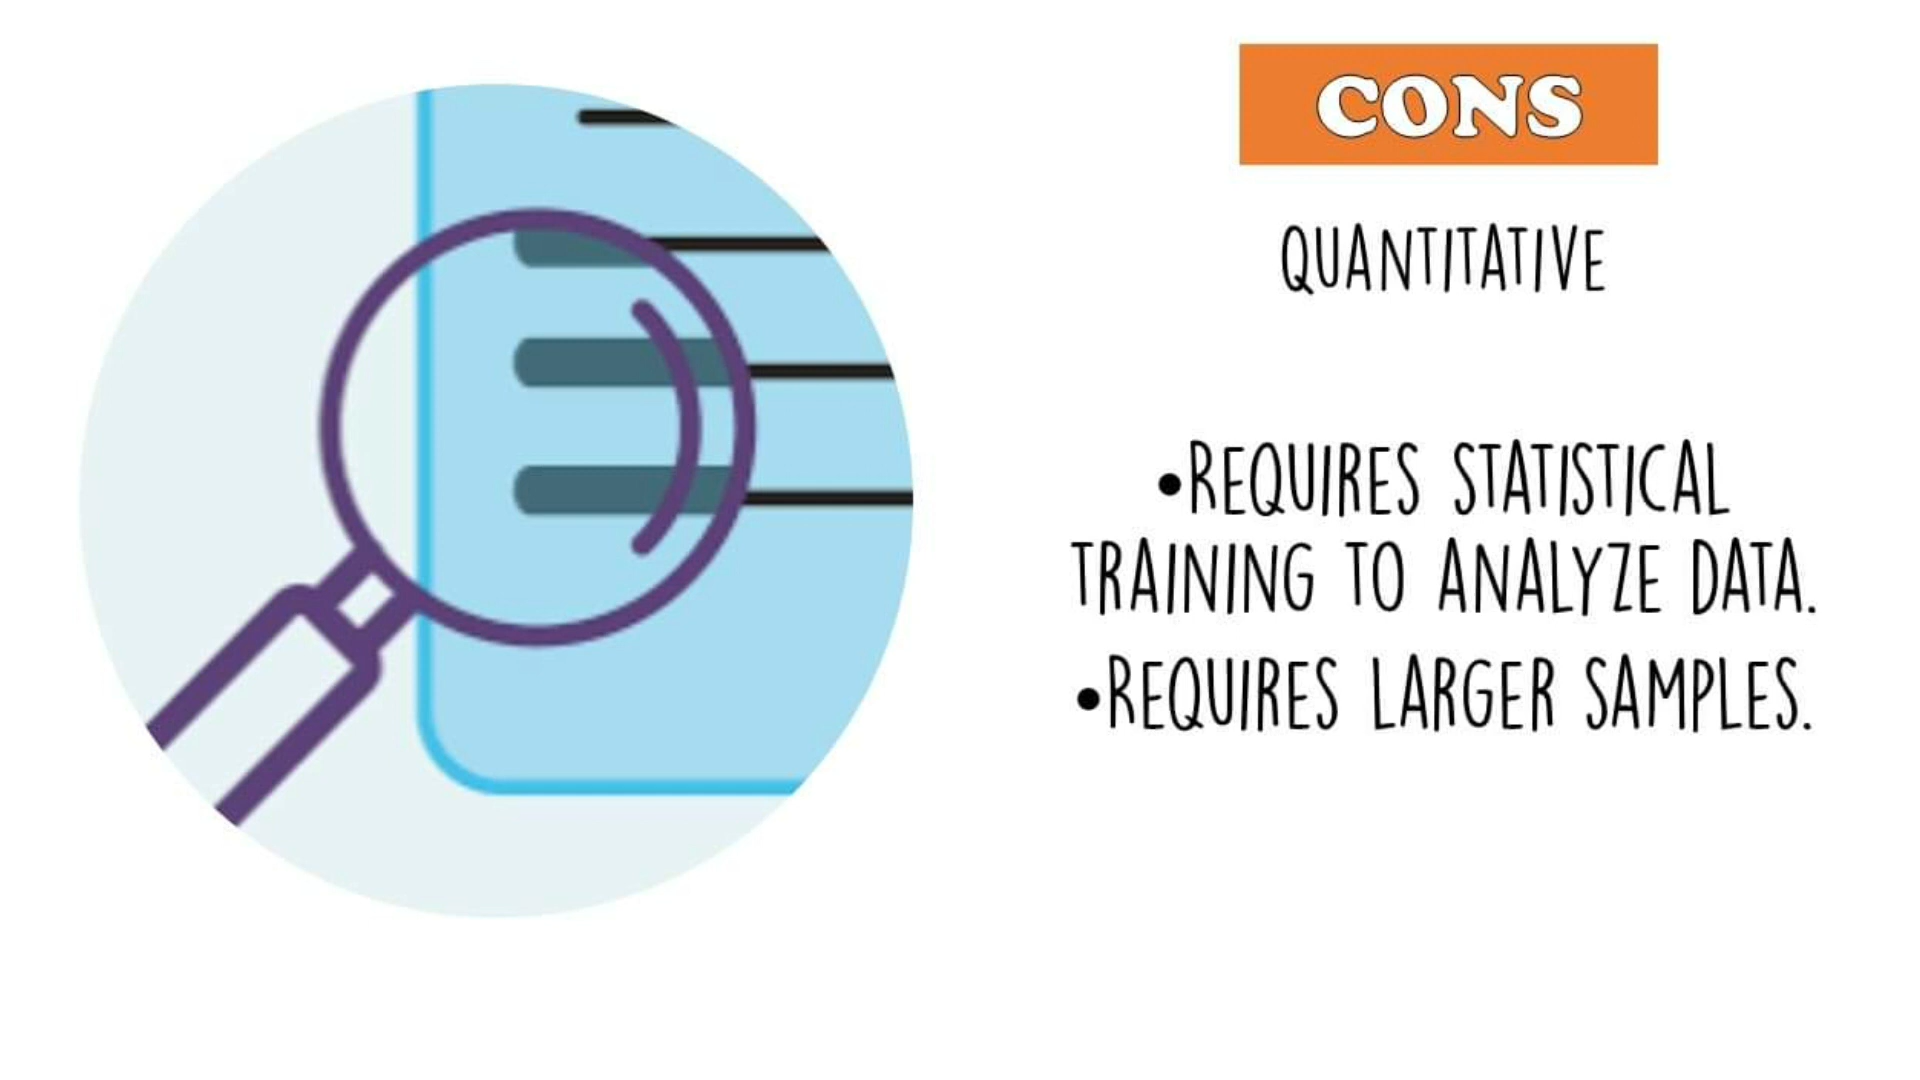 CONS
QUANTITATIVE
•REQUIRES STATISTICAL
TRAINING TO ANALYZE DATA.
•REQUIRES LARGER SAMPLES.